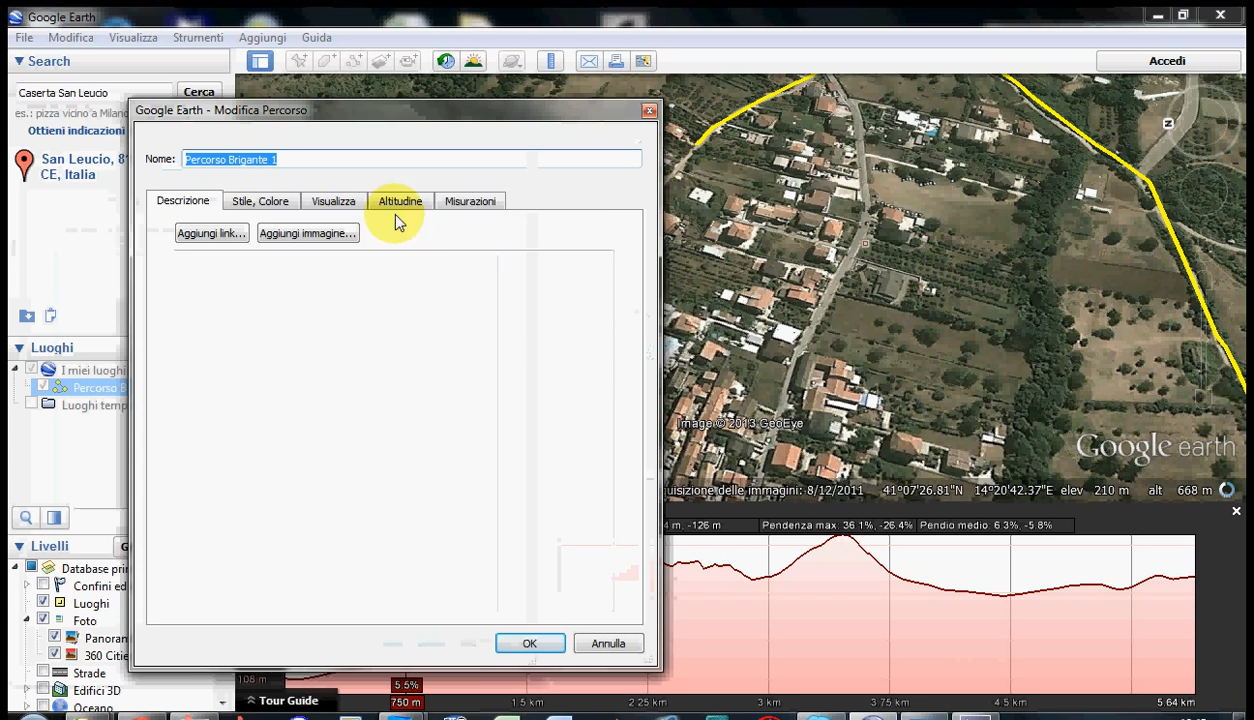 Google Earth
File Modifica Visualizza Strumenti Aggiungi Guida
Search
Accedi
Caserta San Leucio
Cerca
es.: pizza vicino a Milano
Ottieni indicazioni
San Leucio, 8
CE, Italia
Google Earth - Modifica Percorso
Nome: Percorso Brigante 1
Descrizione Stile, Colore Visualizza Altitudine Misurazioni
Aggiungi link... Aggiungi immagine...
OK Annulla
Luoghi
I miei luoghi
Percorso B
Luoghi temp
Livelli
Database prin
Confini ed
Luoghi
Foto
Panoram
360 Citie
Strade
Edifici 3D
Oceano
N
Image © 2013 GeoEye
Google earth
quisizione delle immagini: 8/12/2011 41°07'26.81"N 14°20'42.37"E elev 210 m alt 668 m
4 m, -126 m Pendenza max: 36.1%, -26.4% Pendio medio: 6.3%, -5.8%
108 m
Tour Guide
5.5%
750 m
1.5 km 2.25 km 3 km 3.75 km 4.5 km 5.64 km